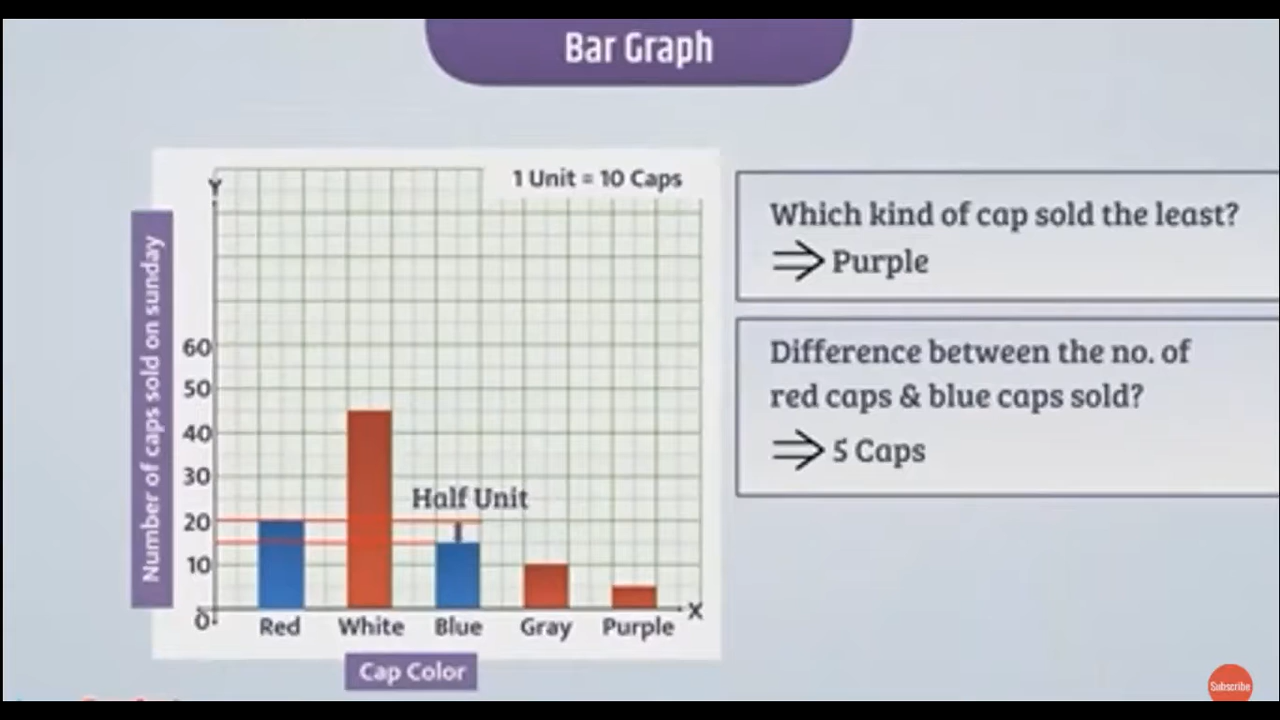 Bar Graph
1 Unit = 10 Caps
Y
Number of caps sold on sunday
60
50
40
30
20
10
0
Half Unit
X
Red White Blue Gray Purple
Cap Color
Which kind of cap sold the least?
⇒ Purple
Difference between the no. of
red caps & blue caps sold?
⇒ 5 Caps
Subscribe